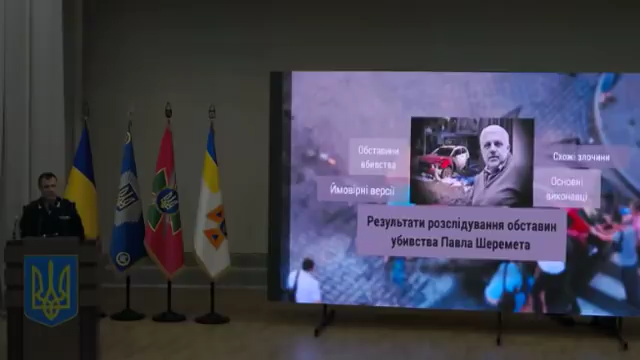 Обставини
вбивства
Ймовірні версії
Схожі злочини
Основні
виконавці
Результати розслідування обставин
убивства Павла Шеремета